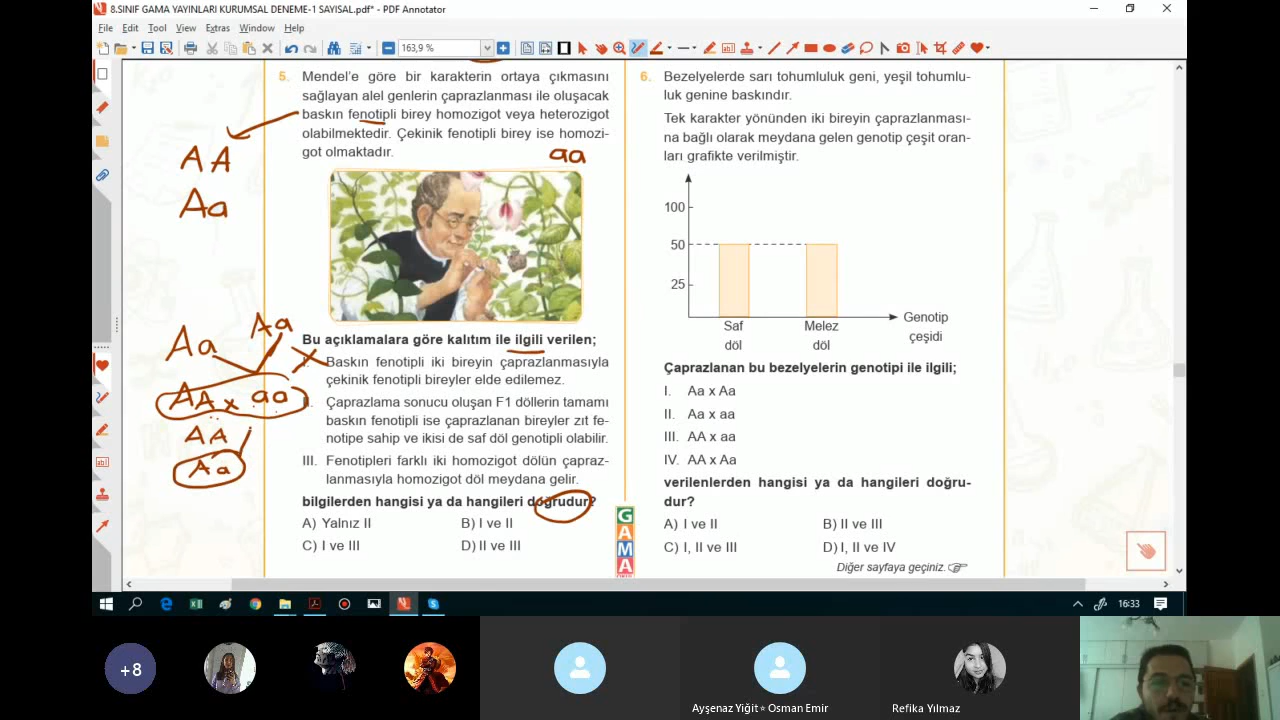 8.SINIF GAMA YAYINLARI KURUMSAL DENEME-1 SAYISAL.pdf* - PDF Annotator
File Edit Tool View Extras Window Help
163,9 %
5. Mendel'e göre bir karakterin ortaya çıkmasını
sağlayan alel genlerin çaprazlanması ile oluşacak
baskın fenotipli birey homozigot veya heterozigot
olabilmektedir. Çekinik fenotipli birey ise homozi-
got olmaktadır.
aa
AA
Aa
Aa
Aa
AA x aa
AA
Aa
Bu açıklamalara göre kalıtım ile ilgili verilen;
I. Baskın fenotipli iki bireyin çaprazlanmasıyla
çekinik fenotipli bireyler elde edilemez.
II. Çaprazlama sonucu oluşan F1 döllerin tamamı
baskın fenotipli ise çaprazlanan bireyler zıt fe-
notipe sahip ve ikisi de saf döl genotipli olabilir.
III. Fenotipleri farklı iki homozigot dölün çapraz-
lanmasıyla homozigot döl meydana gelir.
bilgilerden hangisi ya da hangileri doğrudur?
A) Yalnız II B) I ve II
C) I ve III D) II ve III
GAMA
6. Bezelyelerde sarı tohumluluk geni, yeşil tohumlu-
luk genine baskındır.
Tek karakter yönünden iki bireyin çaprazlanması-
na bağlı olarak meydana gelen genotip çeşit oran-
ları grafikte verilmiştir.
100
50
25
Saf döl
Melez döl
Genotip çeşidi
Çaprazlanan bu bezelyelerin genotipi ile ilgili;
I. Aa x Aa
II. Aa x aa
III. AA x aa
IV. AA x Aa
verilenlerden hangisi ya da hangileri doğru-
dur?
A) I ve II B) II ve III
C) I, II ve III D) I, II ve IV
Diğer sayfaya geçiniz.
16:33
+8
Ayşenaz Yiğit⭐Osman Emir
Refika Yılmaz